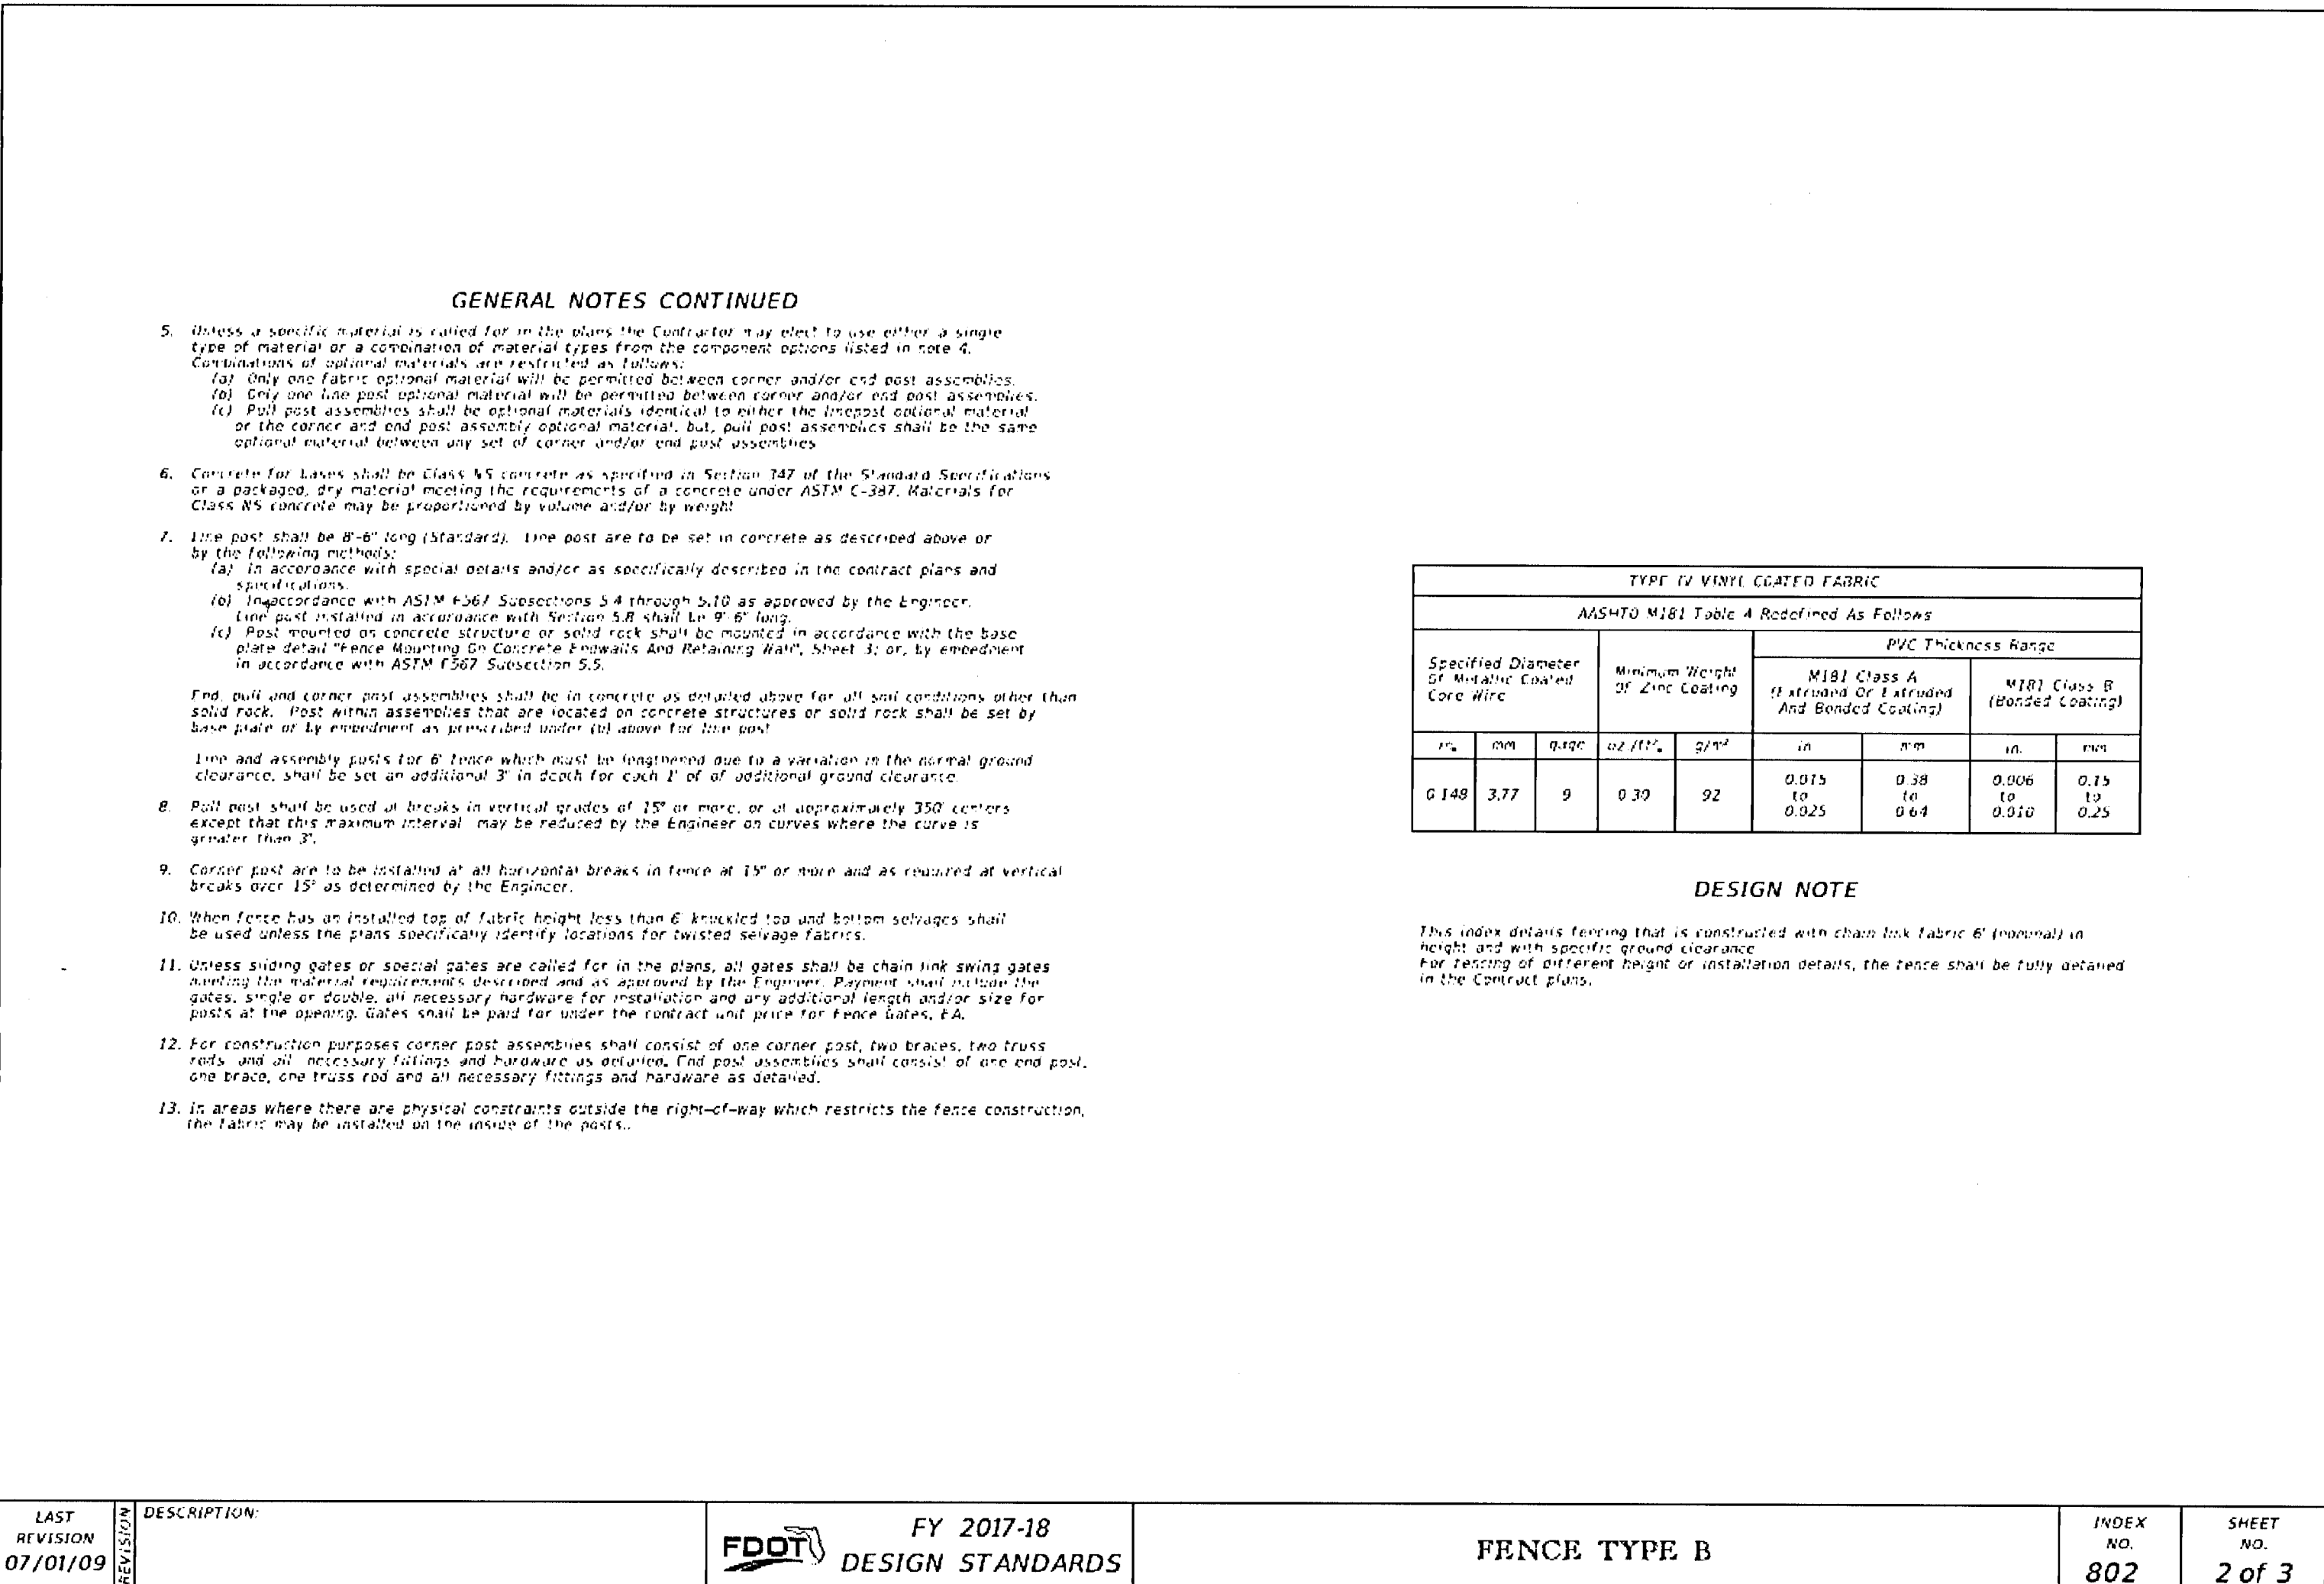 GENERAL NOTES CONTINUED
5. Unless a specific material is called for in the plans the Contractor may elect to use either a single
type of material or a combination of material types from the component options listed in note 4.
Combinations of optional materials are restricted as follows:
(a) Only one fabric optional material will be permitted between corner and/or end post assemblies.
(b) Only one line post optional material will be permitted between corner and/or end post assemblies.
(c) Pull post assemblies shall be optional materials identical to either the linepost optional material
or the corner and end post assembly optional material, but, pull post assemblies shall be the same
optional material between any set of corner and/or end post assemblies
6. Concrete for bases shall be Class NS concrete as specified in Section 347 of the Standard Specifications
or a packaged, dry material meeting the requirements of a concrete under ASTM C-387. Materials for
Class NS concrete may be proportioned by volume and/or by weight
7. Line post shall be 8'-6" long (Standard). Line post are to be set in concrete as described above or
by the following methods:
(a) In accordance with special details and/or as specifically described in the contract plans and
specifications.
(b) In accordance with ASTM F567 Subsections 5.4 through 5.10 as approved by the Engineer.
Line post installed in accordance with Section 5.8 shall be 9'-6" long.
(c) Post mounted on concrete structure or solid rock shall be mounted in accordance with the base
plate detail "Fence Mounting On Concrete Endwalls And Retaining Wall", Sheet 3; or, by embedment
in accordance with ASTM F567 Subsection 5.5.
End, pull and corner post assemblies shall be in concrete as detailed above for all soil conditions other than
solid rock. Post within assemblies that are located on concrete structures or solid rock shall be set by
base plate or by embedment as prescribed under (b) above for line post
Line and assembly posts for 6' fence which must be lengthened due to a variation in the normal ground
clearance, shall be set an additional 3" in depth for each 1' of of additional ground clearance.
8. Pull post shall be used at breaks in vertical grades of 15° or more, or at approximately 350' centers
except that this maximum interval may be reduced by the Engineer on curves where the curve is
greater than 3°.
9. Corner post are to be installed at all horizontal breaks in fence at 15° or more and as required at vertical
breaks over 15° as determined by the Engineer.
10. When fence has an installed top of fabric height less than 6' knuckled top and bottom selvages shall
be used unless the plans specifically identify locations for twisted selvage fabrics.
11. Unless sliding gates or special gates are called for in the plans, all gates shall be chain link swing gates
meeting the material requirements described and as approved by the Engineer. Payment shall include the
gates, single or double, all necessary hardware for installation and any additional length and/or size for
posts at the opening. Gates shall be paid for under the contract unit price for Fence Gates, EA.
12. For construction purposes corner post assemblies shall consist of one corner post, two braces, two truss
rods, and all necessary fittings and hardware as detailed. End post assemblies shall consist of one end post,
one brace, one truss rod and all necessary fittings and hardware as detailed.
13. In areas where there are physical constraints outside the right-of-way which restricts the fence construction,
the fabric may be installed on the inside of the posts..
TYPE IV VINYL COATED FABRIC
AASHTO M181 Table 4 Redefined As Follows
Specified Diameter
Of Metallic Coated
Core Wire
Minimum Weight
Of Zinc Coating
PVC Thickness Range
M181 Class A
(Extruded Or Extruded
And Bonded Coating)
M181 Class B
(Bonded Coating)
in. mm gage oz./ft². g/m² in mm in. mm
0.148 3.77 9 0.30 92 0.015 to 0.025 0.38 to 0.64 0.006 to 0.010 0.15 to 0.25
DESIGN NOTE
This index details fencing that is constructed with chain link fabric 6' (nominal) in
height and with specific ground clearance
For fencing of different height or installation details, the fence shall be fully detailed
in the Contract plans.
LAST
REVISION
07/01/09
REVISION
DESCRIPTION:
FDOT
FY 2017-18
DESIGN STANDARDS
FENCE TYPE B
INDEX
NO.
802
SHEET
NO.
2 of 3